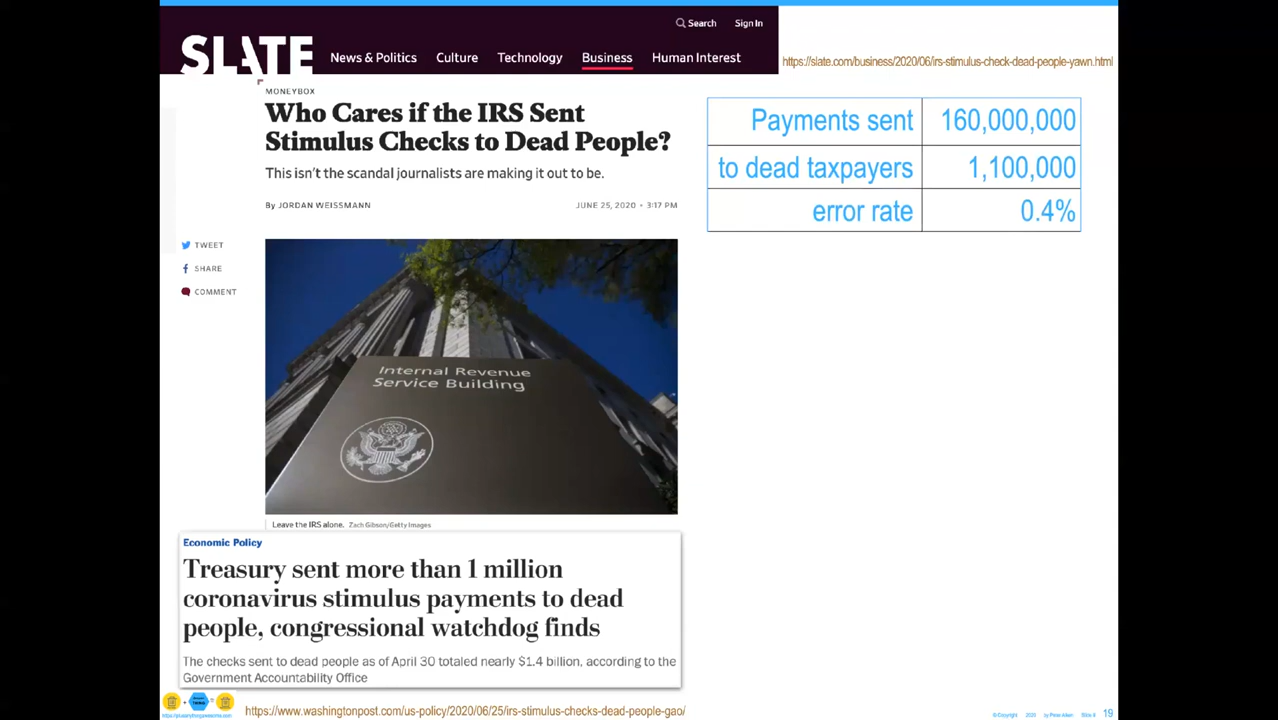 Search Sign In
SLATE News & Politics Culture Technology Business Human Interest
https://slate.com/business/2020/06/irs-stimulus-check-dead-people-yawn.html
MONEYBOX
Who Cares if the IRS Sent
Stimulus Checks to Dead People?
This isn't the scandal journalists are making it out to be.
By JORDAN WEISSMANN JUNE 25, 2020 • 3:17 PM
TWEET
SHARE
COMMENT
Payments sent 160,000,000
to dead taxpayers 1,100,000
error rate 0.4%
Internal Revenue
Service Building
Leave the IRS alone. Zach Gibson/Getty Images
Economic Policy
Treasury sent more than 1 million
coronavirus stimulus payments to dead
people, congressional watchdog finds
The checks sent to dead people as of April 30 totaled nearly $1.4 billion, according to the
Government Accountability Office
https://www.washingtonpost.com/us-policy/2020/06/25/irs-stimulus-checks-dead-people-gao/
© Copyright 2020 by Peter Aiken Slide # 19